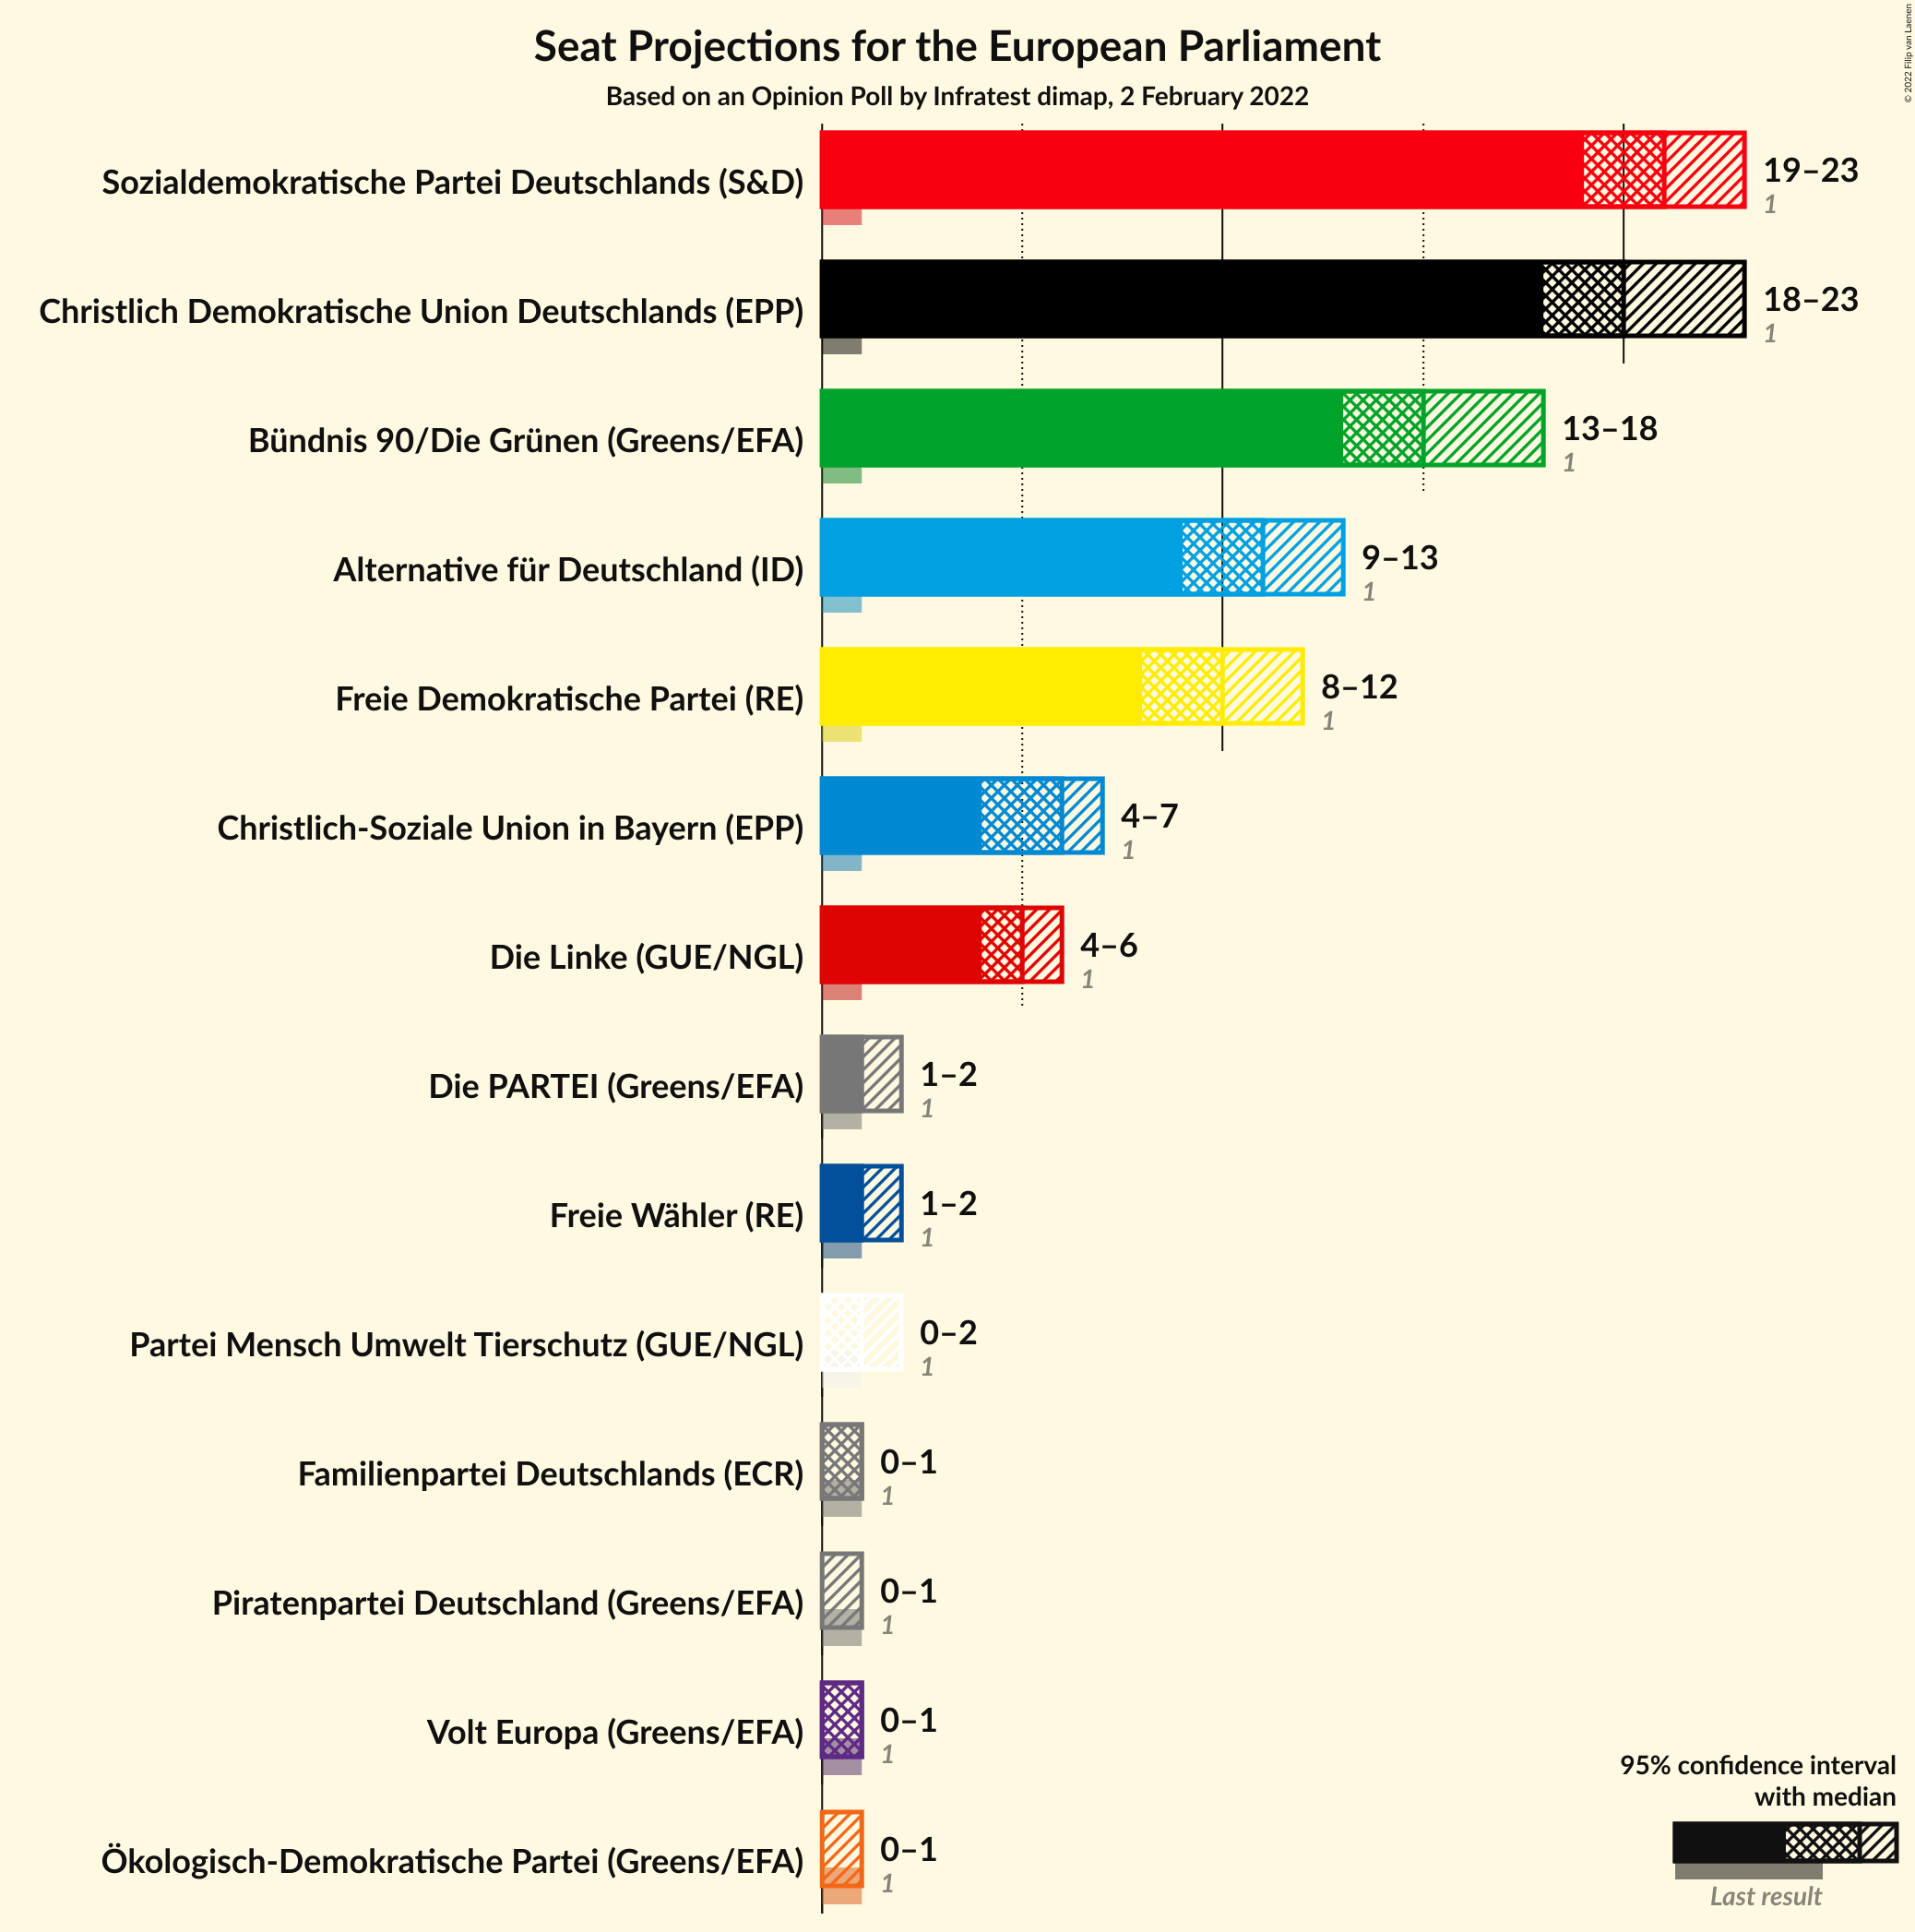 Seat Projections for the European Parliament
Based on an Opinion Poll by Infratest dimap, 2 February 2022
© 2022 Filip van Laenen
Sozialdemokratische Partei Deutschlands (S&D)
19–23
1
Christlich Demokratische Union Deutschlands (EPP)
18–23
1
Bündnis 90/Die Grünen (Greens/EFA)
13–18
1
Alternative für Deutschland (ID)
9–13
1
Freie Demokratische Partei (RE)
8–12
1
Christlich-Soziale Union in Bayern (EPP)
4–7
1
Die Linke (GUE/NGL)
4–6
1
Die PARTEI (Greens/EFA)
1–2
1
Freie Wähler (RE)
1–2
1
Partei Mensch Umwelt Tierschutz (GUE/NGL)
0–2
1
Familienpartei Deutschlands (ECR)
0–1
1
Piratenpartei Deutschland (Greens/EFA)
0–1
1
Volt Europa (Greens/EFA)
0–1
1
Ökologisch-Demokratische Partei (Greens/EFA)
0–1
1
95% confidence interval
with median
Last result